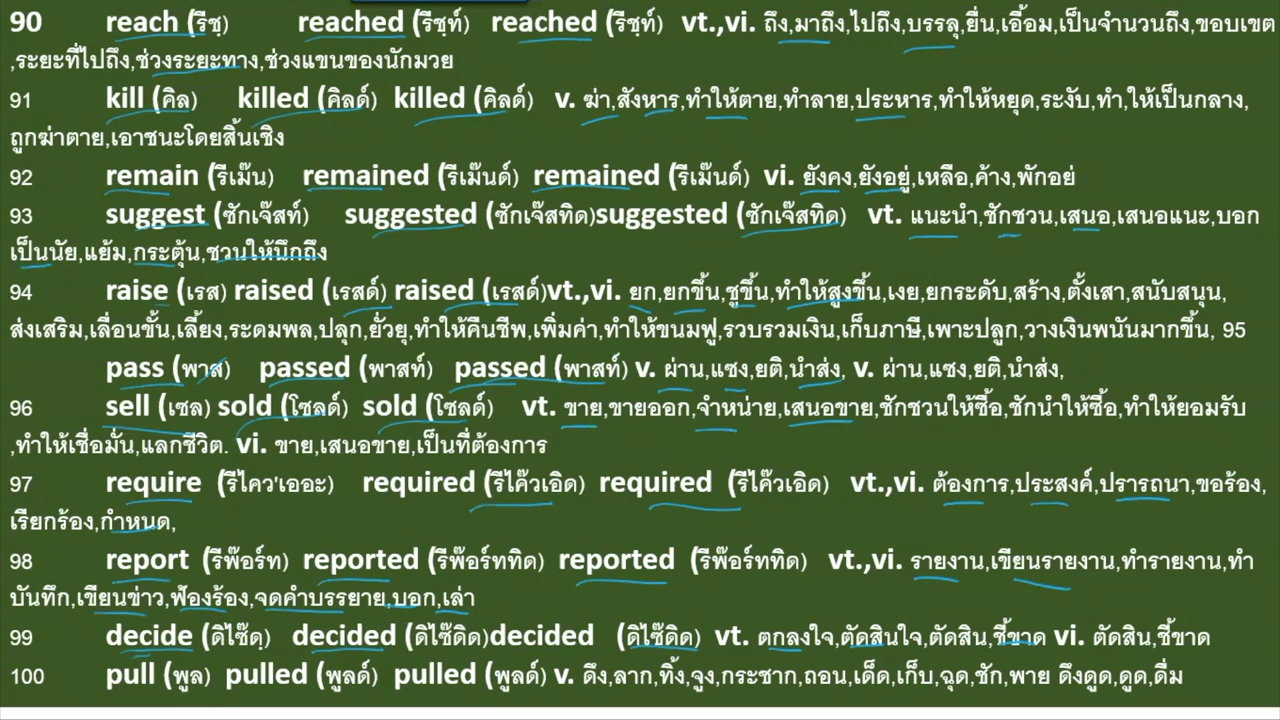 90 reach (รีชฺ) reached (รีชฺท์) reached (รีชฺท์) vt.,vi. ถึง,มาถึง,ไปถึง,บรรลุ,ยื่น,เอื้อม,เป็นจำนวนถึง,ขอบเขต
,ระยะที่ไปถึง,ช่วงระยะทาง,ช่วงแขนของนักมวย
91 kill (คิล) killed (คิลด์) killed (คิลด์) v. ฆ่า,สังหาร,ทำให้ตาย,ทำลาย,ประหาร,ทำให้หยุด,ระงับ,ทำ,ให้เป็นกลาง,
ถูกฆ่าตาย,เอาชนะโดยสิ้นเชิง
92 remain (รีเม๊น) remained (รีเม๊นด์) remained (รีเม๊นด์) vi. ยังคง,ยังอยู่,เหลือ,ค้าง,พักอย่
93 suggest (ซักเจ๊สท์) suggested (ซักเจ๊สทิด)suggested (ซักเจ๊สทิด) vt. แนะนำ,ชักชวน,เสนอ,เสนอแนะ,บอก
เป็นนัย,แย้ม,กระตุ้น,ชวนให้นึกถึง
94 raise (เรส) raised (เรสด์) raised (เรสด์)vt.,vi. ยก,ยกขึ้น,ชูขึ้น,ทำให้สูงขึ้น,เงย,ยกระดับ,สร้าง,ตั้งเสา,สนับสนุน,
ส่งเสริม,เลื่อนขั้น,เลี้ยง,ระดมพล,ปลุก,ยั่วยุ,ทำให้คืนชีพ,เพิ่มค่า,ทำให้ขนมฟู,รวบรวมเงิน,เก็บภาษี,เพาะปลูก,วางเงินพนันมากขึ้น, 95
pass (พาส) passed (พาสท์) passed (พาสท์) v. ผ่าน,แซง,ยติ,นำส่ง, v. ผ่าน,แซง,ยติ,นำส่ง,
96 sell (เซล) sold (โซลด์) sold (โซลด์) vt. ขาย,ขายออก,จำหน่าย,เสนอขาย,ชักชวนให้ซื้อ,ชักนำให้ซื้อ,ทำให้ยอมรับ
,ทำให้เชื่อมั่น,แลกชีวิต. vi. ขาย,เสนอขาย,เป็นที่ต้องการ
97 require (รีไคว'เออะ) required (รีไค๊วเอิด) required (รีไค๊วเอิด) vt.,vi. ต้องการ,ประสงค์,ปรารถนา,ขอร้อง,
เรียกร้อง,กำหนด,
98 report (รีพ๊อร์ท) reported (รีพ๊อร์ททิด) reported (รีพ๊อร์ททิด) vt.,vi. รายงาน,เขียนรายงาน,ทำรายงาน,ทำ
บันทึก,เขียนข่าว,ฟ้องร้อง,จดคำบรรยาย,บอก,เล่า
99 decide (ดิไซ๊ดฺ) decided (ดิไซ๊ดิด)decided (ดิไซ๊ดิด) vt. ตกลงใจ,ตัดสินใจ,ตัดสิน,ชี้ขาด vi. ตัดสิน,ชี้ขาด
100 pull (พูล) pulled (พูลด์) pulled (พูลด์) v. ดึง,ลาก,ทิ้ง,จูง,กระชาก,ถอน,เด็ด,เก็บ,ฉุด,ชัก,พาย ดึงดูด,ดูด,ดื่ม